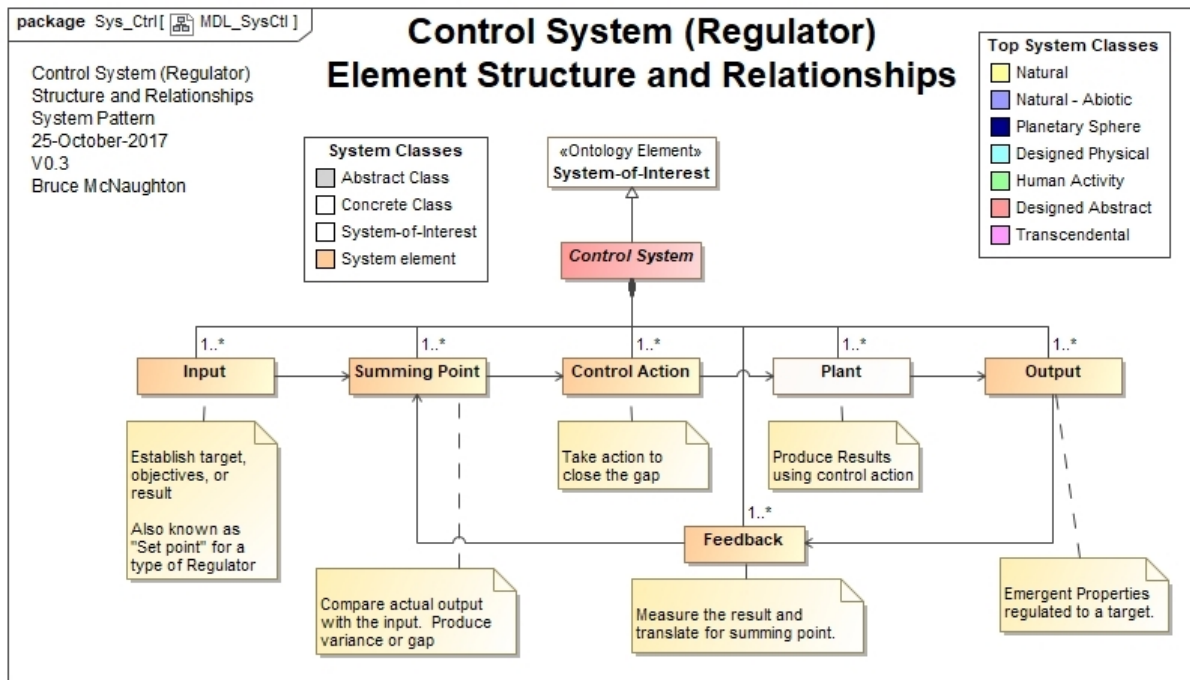 package Sys_Ctrl[ MDL_SysCtl ]
Control System (Regulator)
Element Structure and Relationships
Control System (Regulator)
Structure and Relationships
System Pattern
25-October-2017
V0.3
Bruce McNaughton
System Classes
Abstract Class
Concrete Class
System-of-Interest
System element
«Ontology Element»
System-of-Interest
Top System Classes
Natural
Natural - Abiotic
Planetary Sphere
Designed Physical
Human Activity
Designed Abstract
Transcendental
Control System
1..*
1..*
1..*
1..*
1..*
Input
Summing Point
Control Action
Plant
Output
Establish target,
objectives, or
result
Also known as
"Set point" for a
type of Regulator
Take action to
close the gap
Produce Results
using control action
1..*
Feedback
Compare actual output
with the input. Produce
variance or gap
Measure the result and
translate for summing point.
Emergent Properties
regulated to a target.